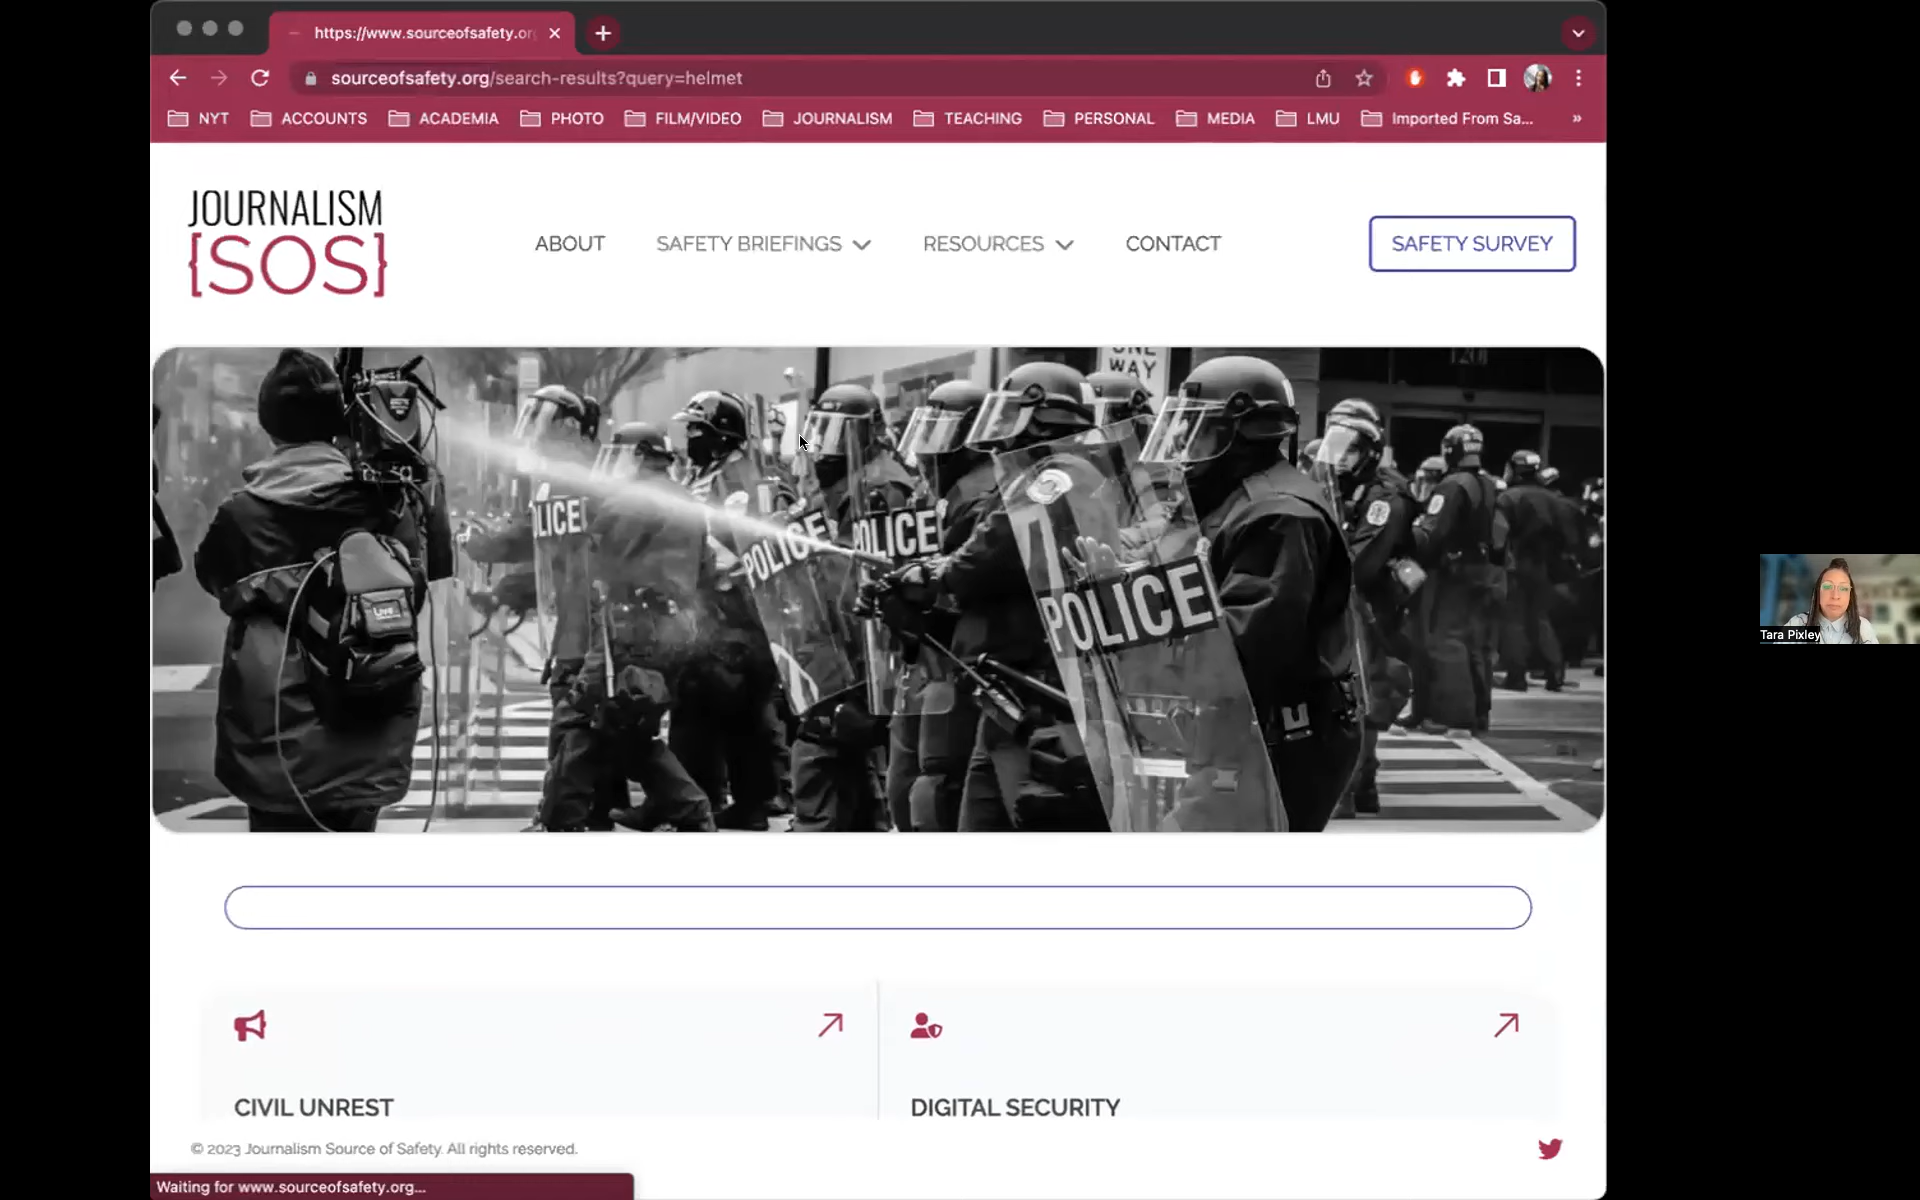 https://www.sourceofsafety.or
sourceofsafety.org/search-results?query=helmet
NYT ACCOUNTS ACADEMIA PHOTO FILM/VIDEO JOURNALISM TEACHING PERSONAL MEDIA LMU Imported From Sa... »
JOURNALISM
{SOS}
ABOUT SAFETY BRIEFINGS RESOURCES CONTACT SAFETY SURVEY
ONE
WAY
POLICE
POLICE
POLICE
POLICE
Live
Tara Pixley
CIVIL UNREST DIGITAL SECURITY
© 2023 Journalism Source of Safety. All rights reserved.
Waiting for www.sourceofsafety.org...